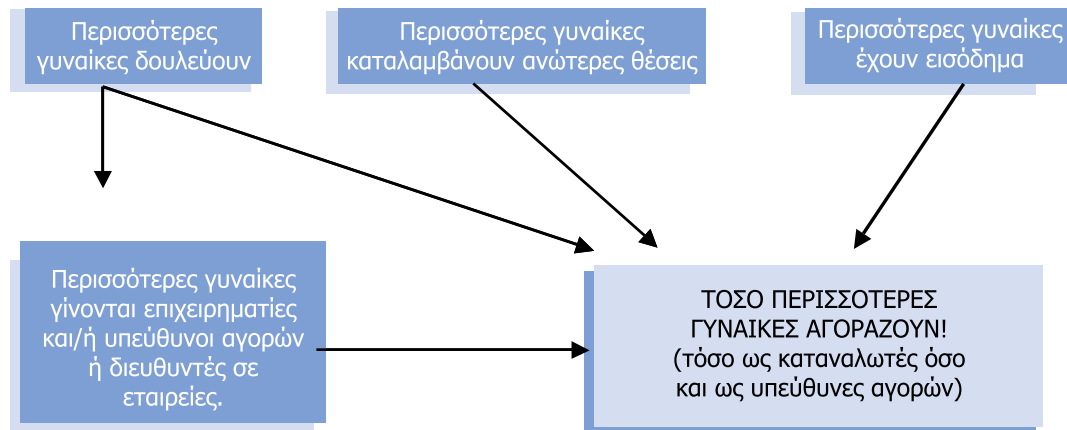 Περισσότερες
γυναίκες δουλεύουν
Περισσότερες γυναίκες
καταλαμβάνουν ανώτερες θέσεις
Περισσότερες γυναίκες
έχουν εισόδημα
Περισσότερες γυναίκες
γίνονται επιχειρηματίες
και/ή υπεύθυνοι αγορών
ή διευθυντές σε
εταιρείες.
ΤΟΣΟ ΠΕΡΙΣΣΟΤΕΡΕΣ
ΓΥΝΑΙΚΕΣ ΑΓΟΡΑΖΟΥΝ!
(τόσο ως καταναλωτές όσο
και ως υπεύθυνες αγορών)